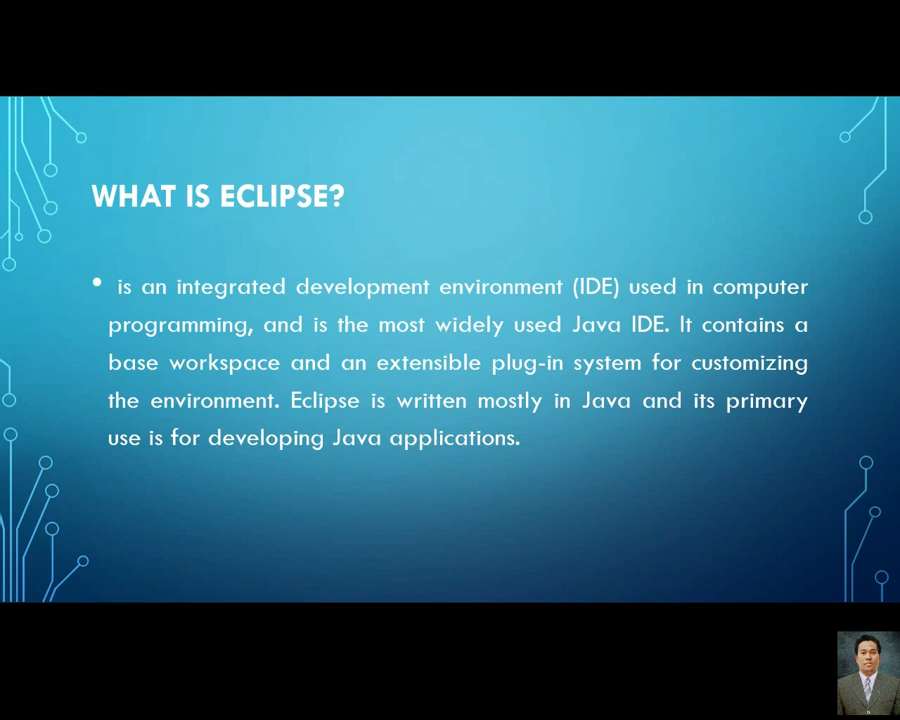 WHAT IS ECLIPSE?
• is an integrated development environment (IDE) used in computer
programming, and is the most widely used Java IDE. It contains a
base workspace and an extensible plug-in system for customizing
the environment. Eclipse is written mostly in Java and its primary
use is for developing Java applications.